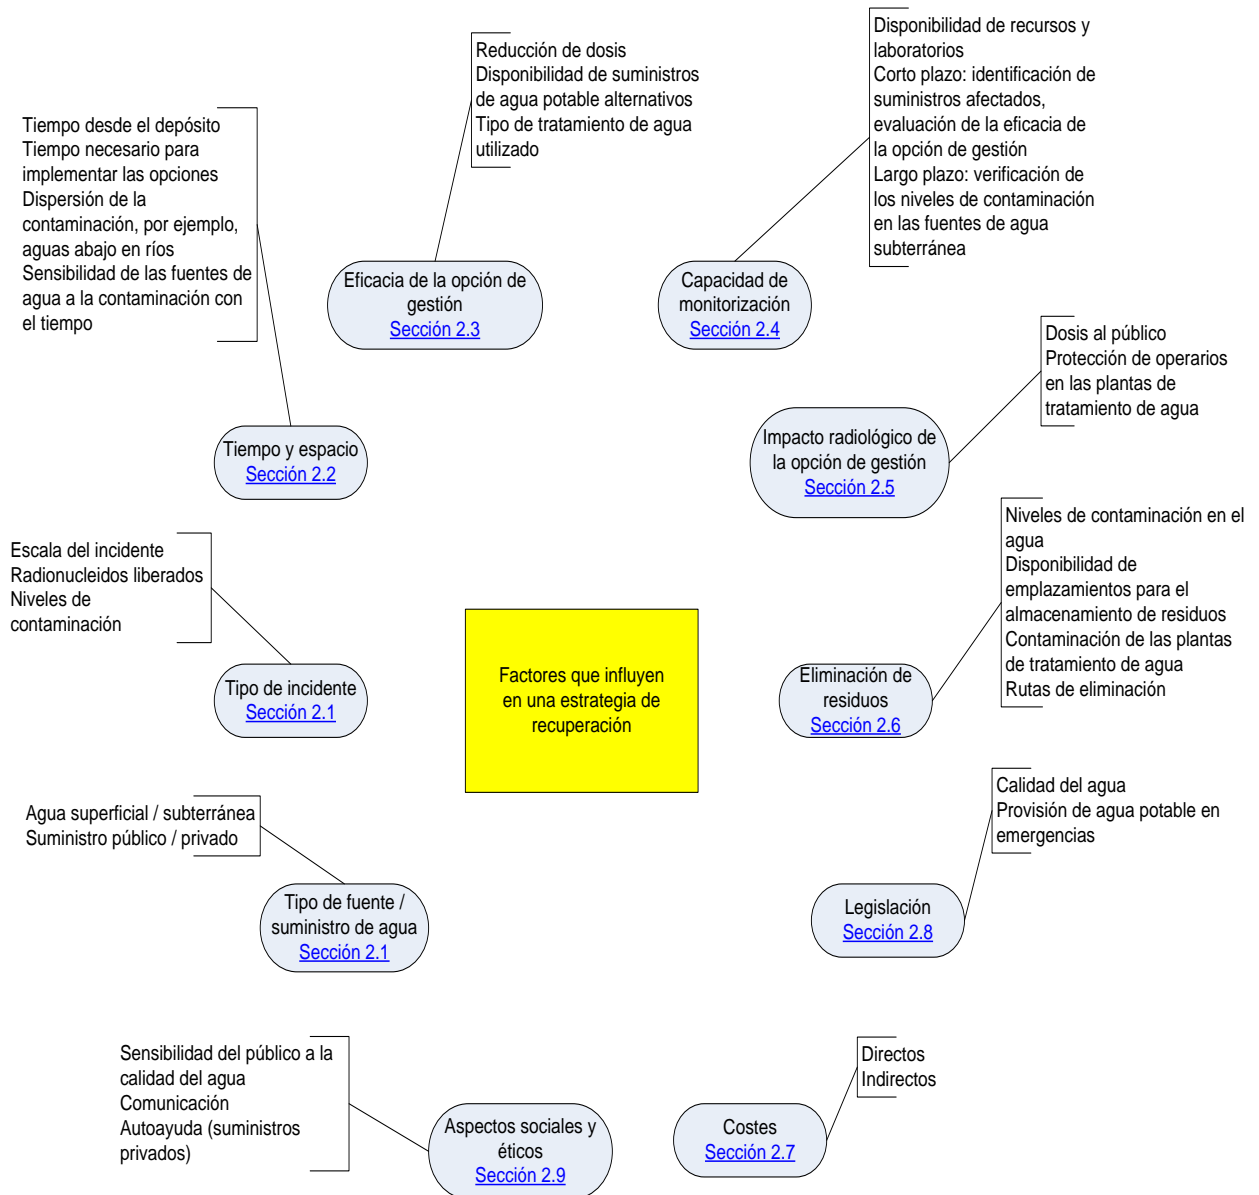 Reducción de dosis
Disponibilidad de suministros
de agua potable alternativos
Tipo de tratamiento de agua
utilizado
Disponibilidad de recursos y
laboratorios
Corto plazo: identificación de
suministros afectados,
evaluación de la eficacia de
la opción de gestión
Largo plazo: verificación de
los niveles de contaminación
en las fuentes de agua
subterránea
Tiempo desde el depósito
Tiempo necesario para
implementar las opciones
Dispersión de la
contaminación, por ejemplo,
aguas abajo en ríos
Sensibilidad de las fuentes de
agua a la contaminación con
el tiempo
Eficacia de la opción de
gestión
Sección 2.3
Capacidad de
monitorización
Sección 2.4
Dosis al público
Protección de operarios
en las plantas de
tratamiento de agua
Tiempo y espacio
Sección 2.2
Impacto radiológico de
la opción de gestión
Sección 2.5
Escala del incidente
Radionucleidos liberados
Niveles de
contaminación
Niveles de contaminación en el
agua
Disponibilidad de
emplazamientos para el
almacenamiento de residuos
Contaminación de las plantas
de tratamiento de agua
Rutas de eliminación
Tipo de incidente
Sección 2.1
Factores que influyen
en una estrategia de
recuperación
Eliminación de
residuos
Sección 2.6
Agua superficial / subterránea
Suministro público / privado
Calidad del agua
Provisión de agua potable en
emergencias
Tipo de fuente /
suministro de agua
Sección 2.1
Legislación
Sección 2.8
Sensibilidad del público a la
calidad del agua
Comunicación
Autoayuda (suministros
privados)
Directos
Indirectos
Aspectos sociales y
éticos
Sección 2.9
Costes
Sección 2.7